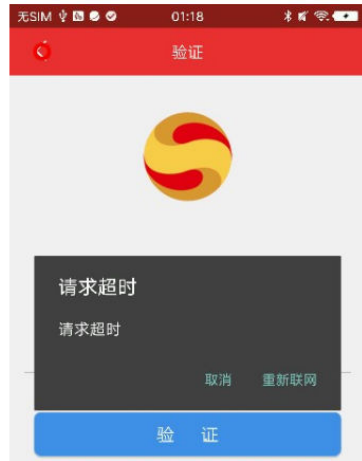 无SIM 01:18
验证
请求超时
请求超时
取消 重新联网
验 证